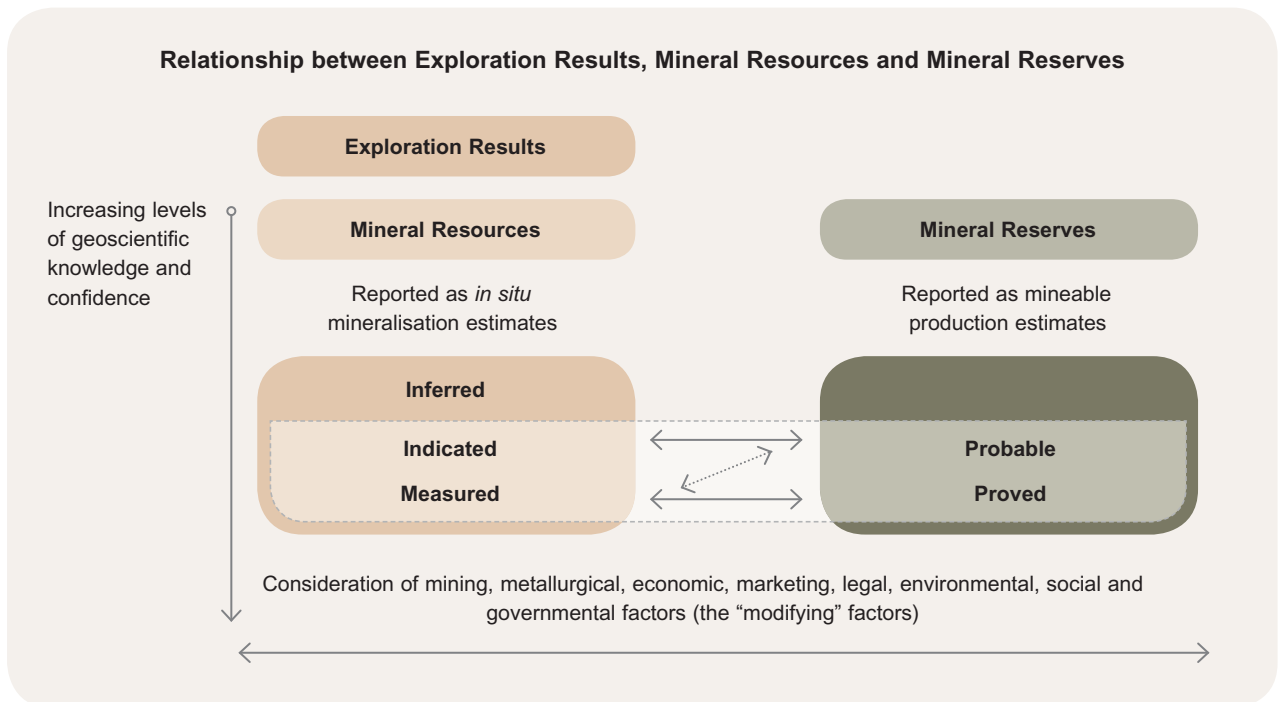 Relationship between Exploration Results, Mineral Resources and Mineral Reserves
Exploration Results
Increasing levels
of geoscientific
knowledge and
confidence
Mineral Resources
Mineral Reserves
Reported as in situ
mineralisation estimates
Reported as mineable
production estimates
Inferred
Indicated
Measured
Probable
Proved
Consideration of mining, metallurgical, economic, marketing, legal, environmental, social and
governmental factors (the “modifying” factors)